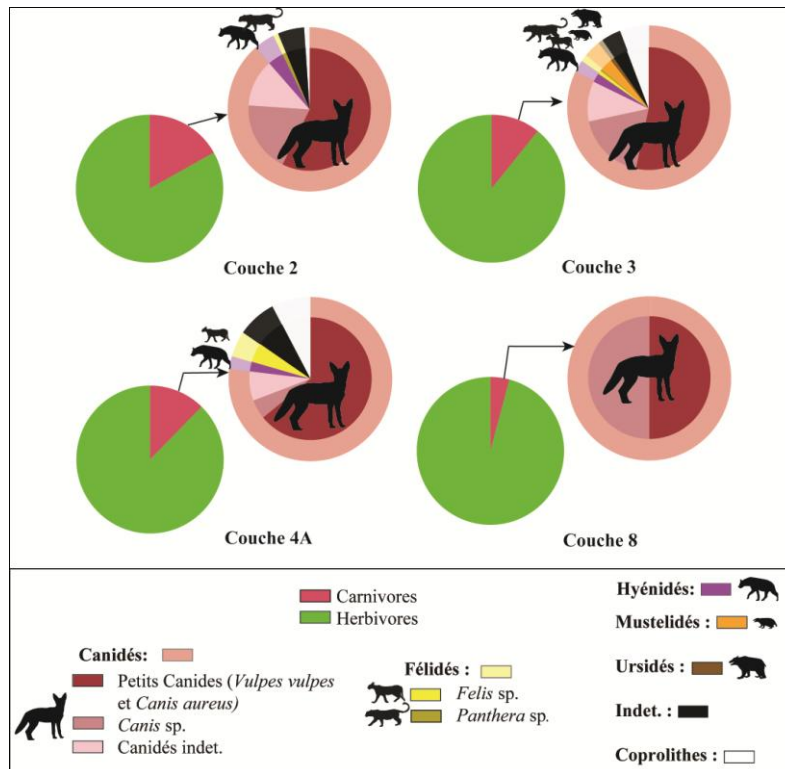 Couche 2
Couche 3
Couche 4A
Couche 8
Carnivores
Herbivores
Canidés:
Petits Canides (Vulpes vulpes
et Canis aureus)
Canis sp.
Canidés indet.
Félidés :
Felis sp.
Panthera sp.
Hyénidés:
Mustelidés :
Ursidés :
Indet. :
Coprolithes :